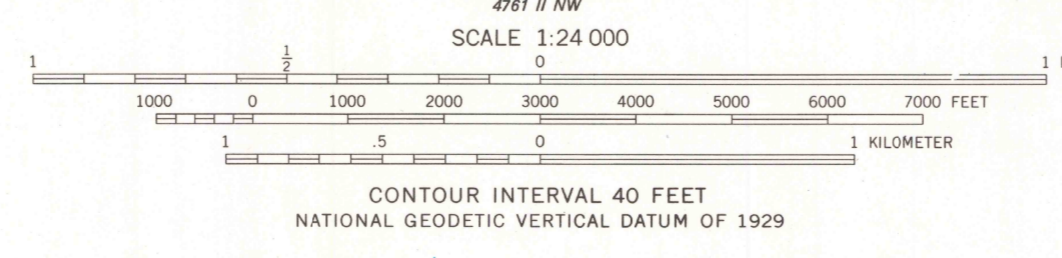 4761 II NW
SCALE 1:24 000
1 1/2 0 1
1000 0 1000 2000 3000 4000 5000 6000 7000 FEET
1 .5 0 1 KILOMETER
CONTOUR INTERVAL 40 FEET
NATIONAL GEODETIC VERTICAL DATUM OF 1929